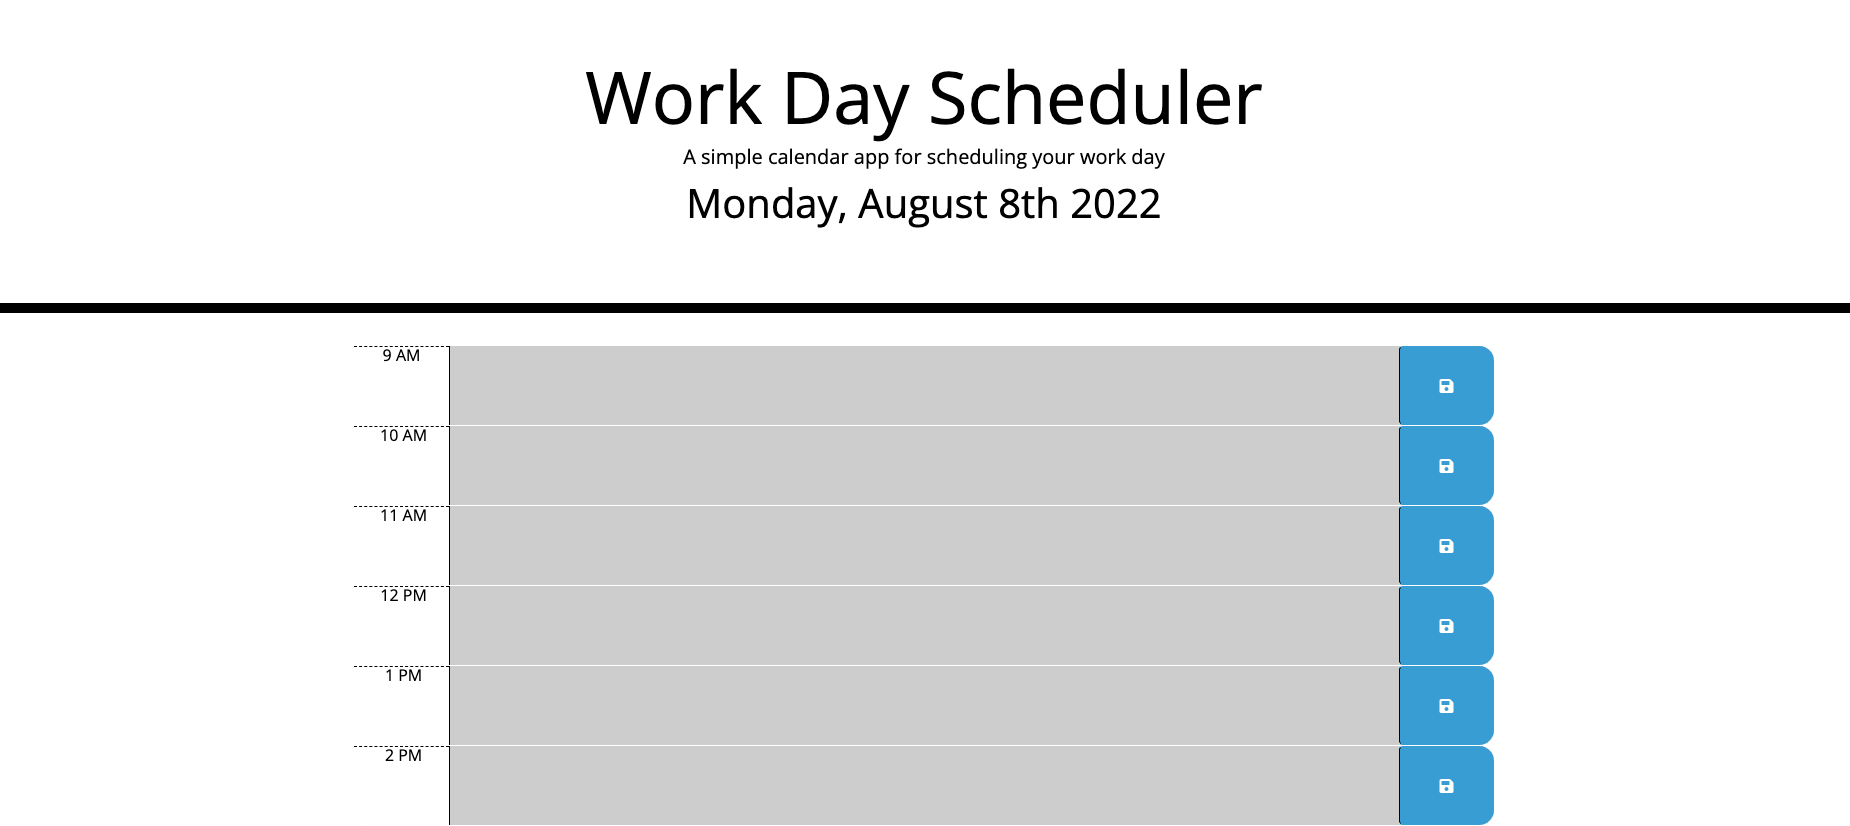 Work Day Scheduler
A simple calendar app for scheduling your work day
Monday, August 8th 2022
9 AM
10 AM
11 AM
12 PM
1 PM
2 PM